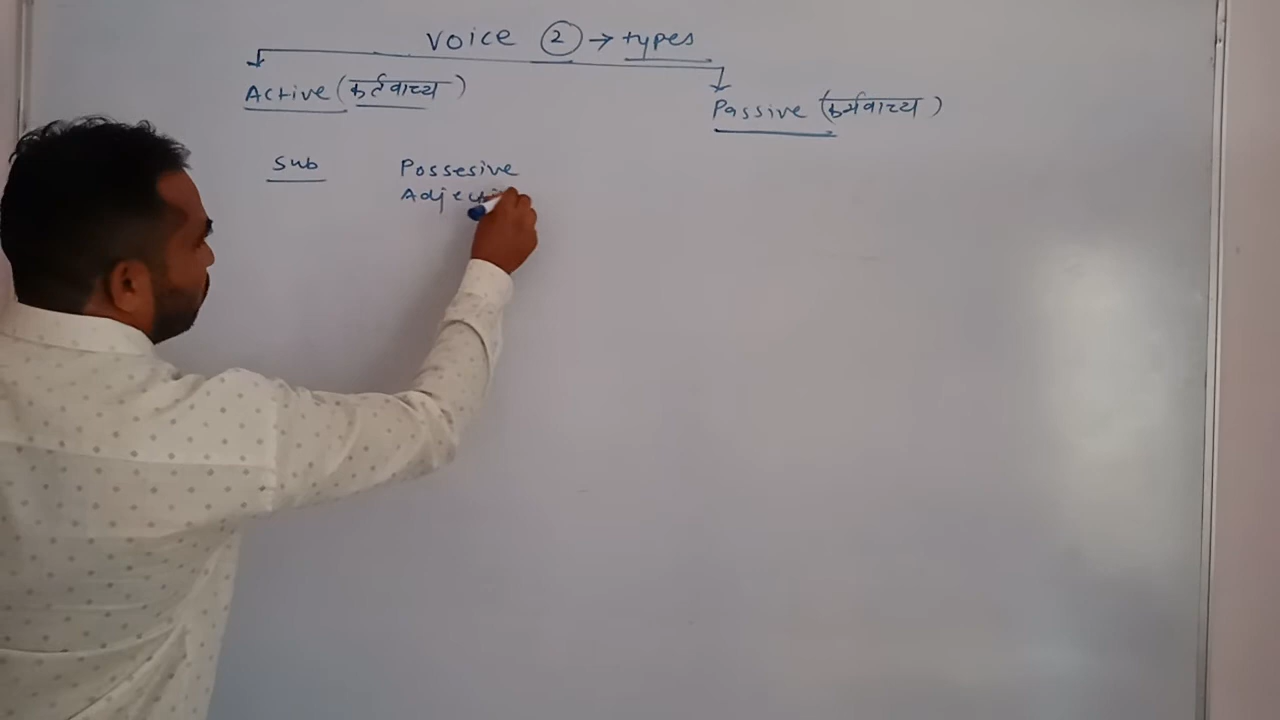 Voice 2 → types
Active (कर्तवाच्य)
Passive (कर्मवाच्य)
Sub
Possesive